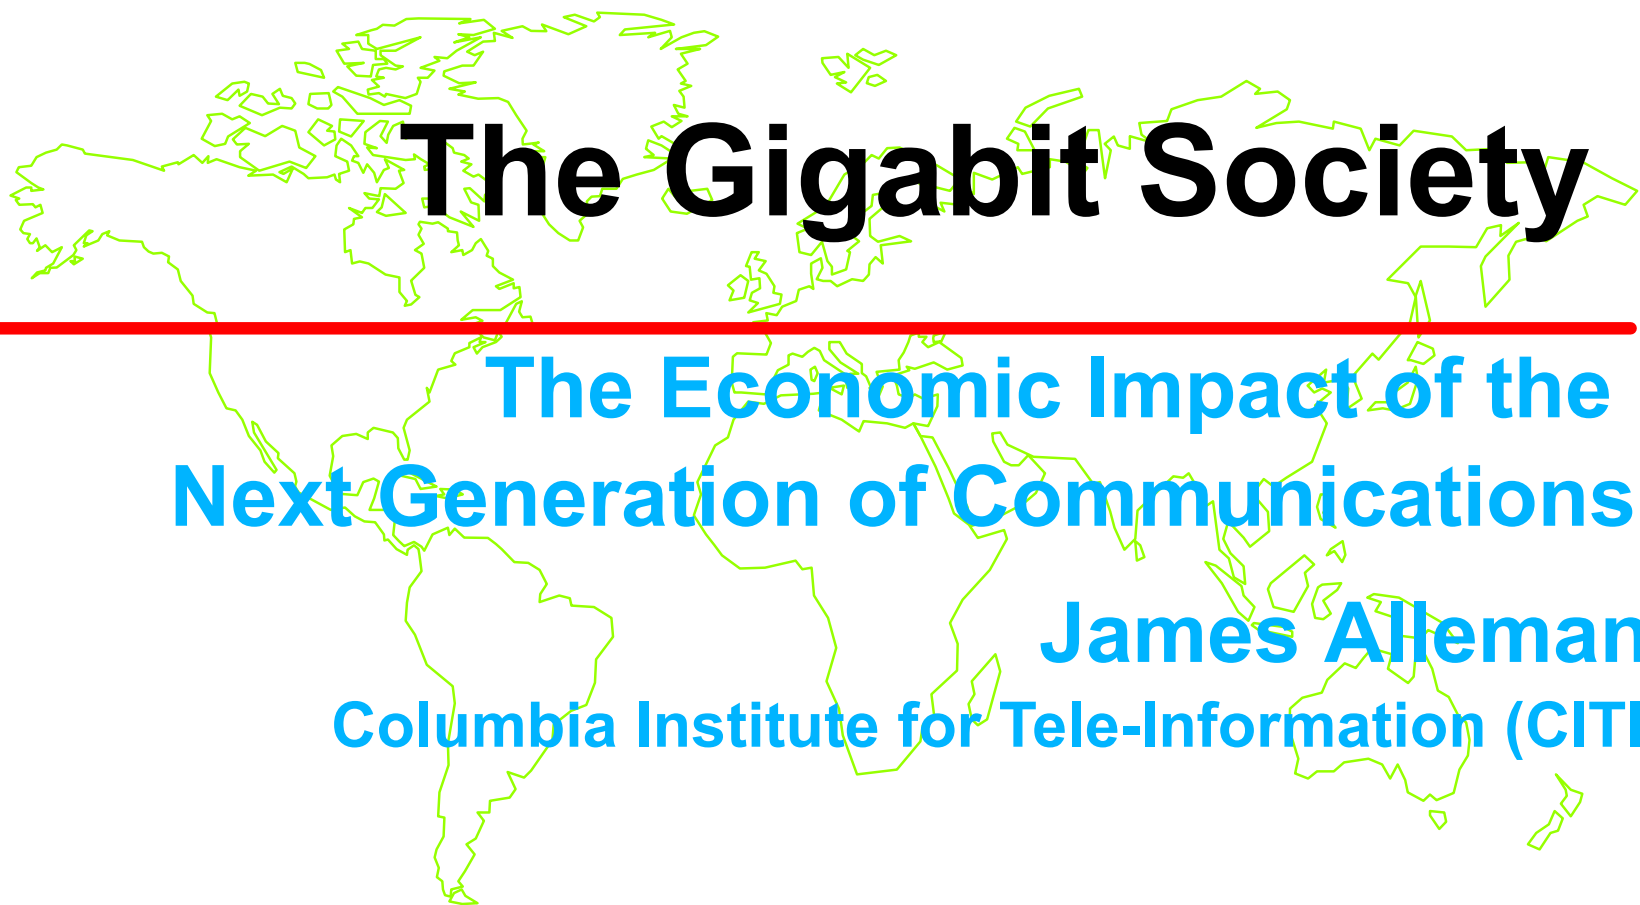 The Gigabit Society
The Economic Impact of the
Next Generation of Communications
James Alleman
Columbia Institute for Tele-Information (CITI